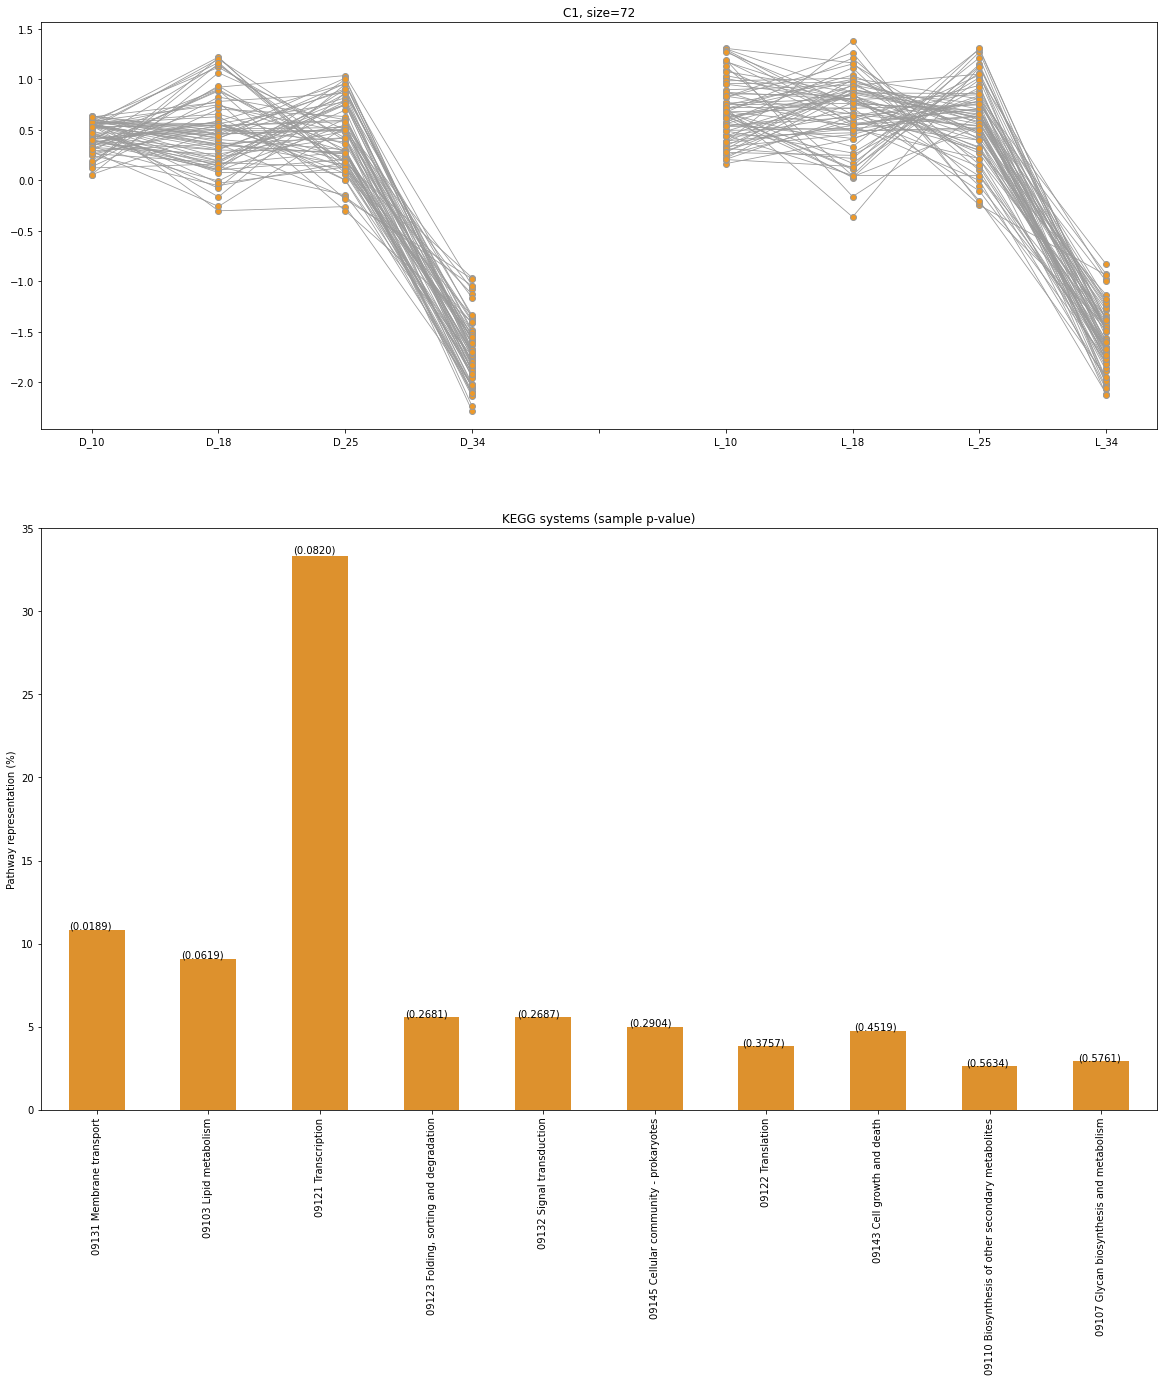 C1, size=72
1.5
1.0
0.5
0.0
−0.5
−1.0
−1.5
−2.0
D_10 D_18 D_25 D_34 L_10 L_18 L_25 L_34
KEGG systems (sample p-value)
Pathway representation (%)
35
30
25
20
15
10
5
0
(0.0189)
(0.0619)
(0.0820)
(0.2681)
(0.2687)
(0.2904)
(0.3757)
(0.4519)
(0.5634)
(0.5761)
09131 Membrane transport
09103 Lipid metabolism
09121 Transcription
09123 Folding, sorting and degradation
09132 Signal transduction
09145 Cellular community - prokaryotes
09122 Translation
09143 Cell growth and death
09110 Biosynthesis of other secondary metabolites
09107 Glycan biosynthesis and metabolism